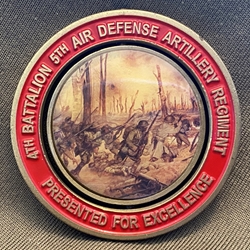 4TH BATTALION 5TH AIR DEFENSE ARTILLERY REGIMENT
PRESENTED FOR EXCELLENCE